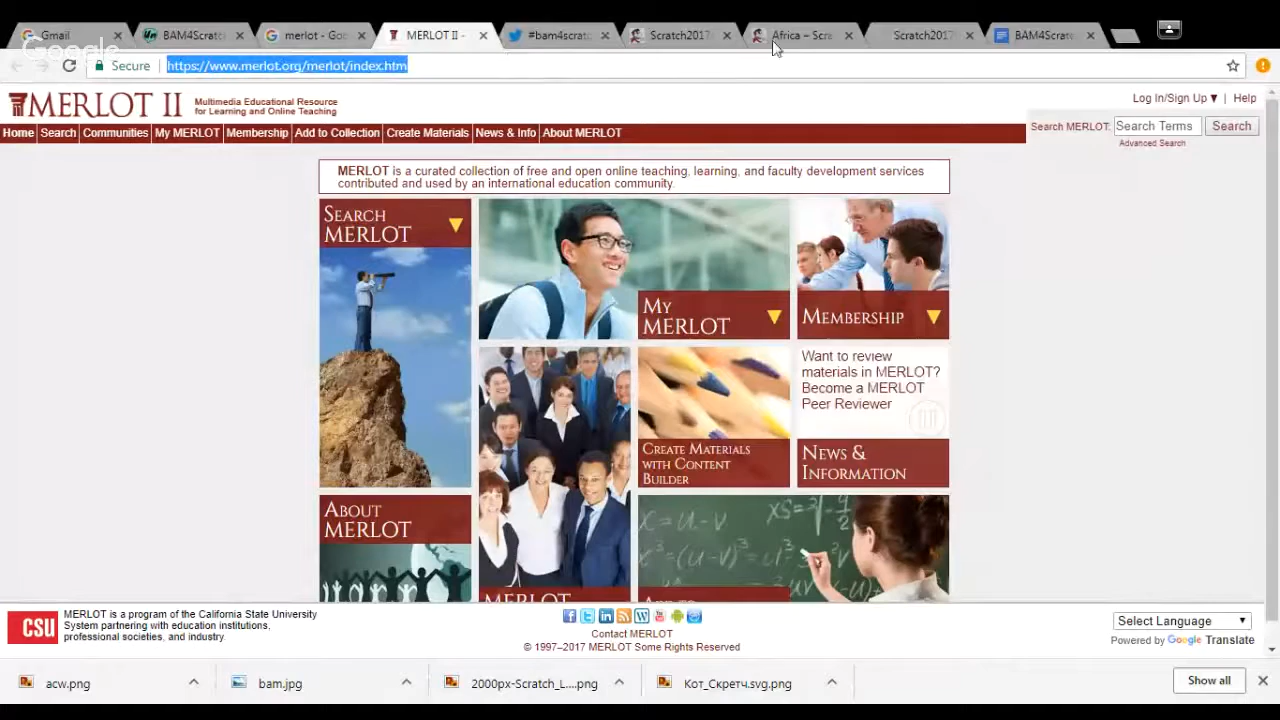 Gmail
BAM4Scratch
merlot - Goo
MERLOT II -
#bam4scratch
Scratch2017
Africa – Scra
Scratch2017
BAM4Scratch
Google
Secure
https://www.merlot.org/merlot/index.htm
MERLOT II
Multimedia Educational Resource
for Learning and Online Teaching
Log In/Sign Up ▼ | Help
Home Search Communities My MERLOT Membership Add to Collection Create Materials News & Info About MERLOT
Search MERLOT: Search Terms Search
Advanced Search
MERLOT is a curated collection of free and open online teaching, learning, and faculty development services
contributed and used by an international education community.
SEARCH
MERLOT
MY
MERLOT
MEMBERSHIP
Want to review
materials in MERLOT?
Become a MERLOT
Peer Reviewer
CREATE MATERIALS
WITH CONTENT
BUILDER
NEWS &
INFORMATION
ABOUT
MERLOT
MERLOT
CSU
MERLOT is a program of the California State University
System partnering with education institutions,
professional societies, and industry.
Contact MERLOT
© 1997–2017 MERLOT Some Rights Reserved
Select Language
Powered by Google Translate
acw.png
bam.jpg
2000px-Scratch_L....png
Кот_Скретч.svg.png
Show all